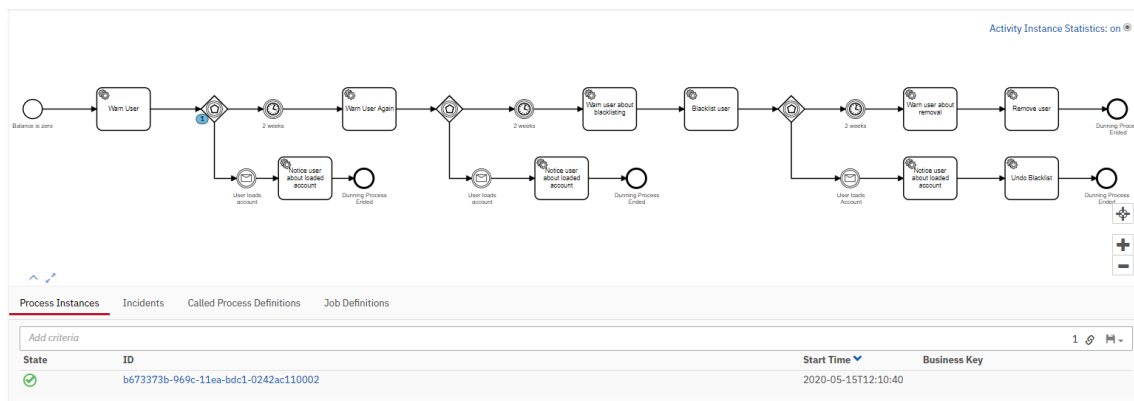 Activity Instance Statistics: on
Warn User
Warn User Again
Warn user about
blacklisting
Blacklist user
Warn user about
removal
Remove user
1
Balance is zero
2 weeks
2 weeks
2 weeks
Dunning Proce
Ended
Notice user
about loaded
account
Notice user
about loaded
account
Notice user
about loaded
account
Undo Blacklist
User loads
account
Dunning Process
Ended
User loads
account
Dunning Process
Ended
User loads
Account
Dunning Process
Ended
Process Instances
Incidents
Called Process Definitions
Job Definitions
Add criteria
1
State
ID
Start Time
Business Key
b673373b-969c-11ea-bdc1-0242ac110002
2020-05-15T12:10:40